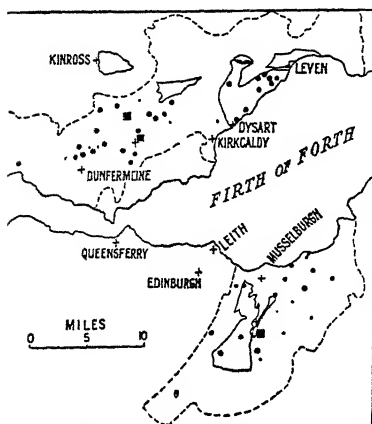 KINROSS
LEVEN
DYSART
KIRKCALDY
DUNFERMLINE
FIRTH OF FORTH
QUEENSFERRY
LEITH
MUSSELBURGH
EDINBURGH
MILES
0 5 10